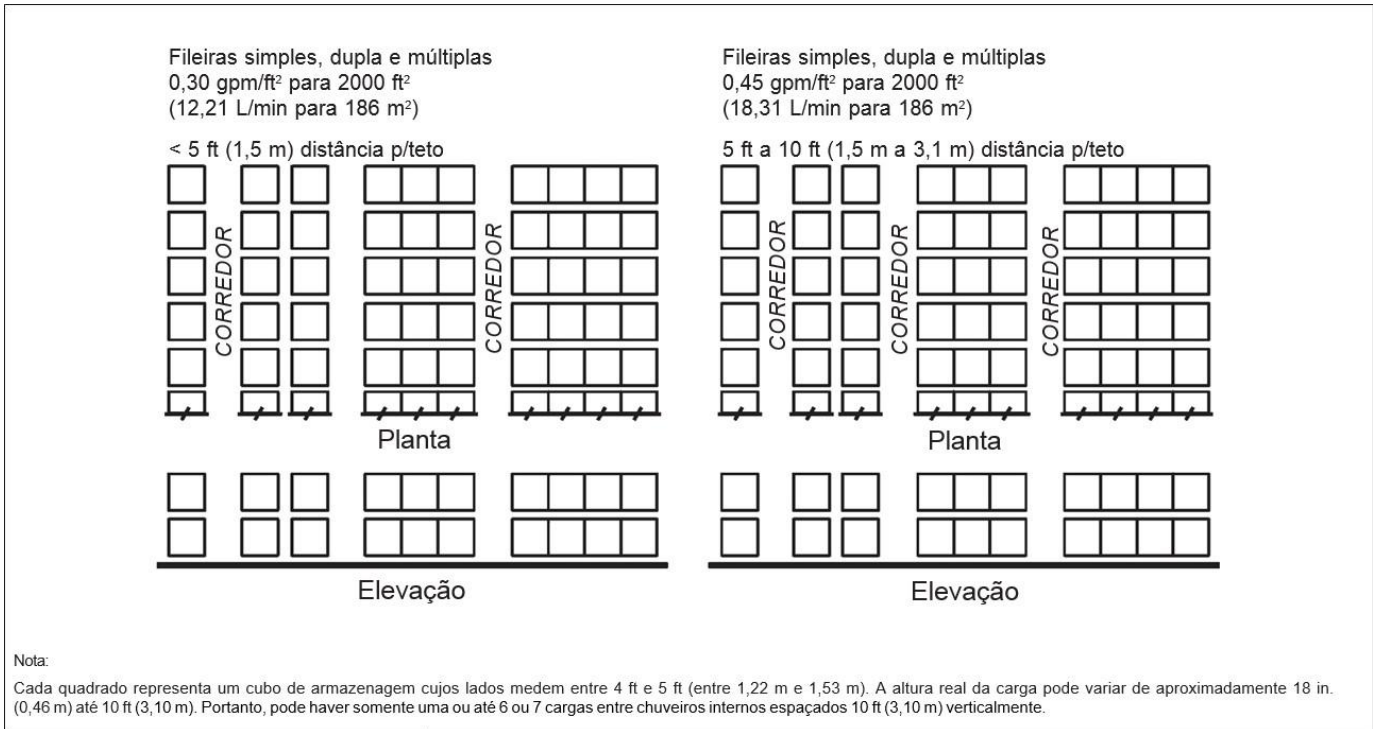 Fileiras simples, dupla e múltiplas
0,30 gpm/ft² para 2000 ft²
(12,21 L/min para 186 m²)
< 5 ft (1,5 m) distância p/teto
CORREDOR
CORREDOR
Planta
Elevação
Fileiras simples, dupla e múltiplas
0,45 gpm/ft² para 2000 ft²
(18,31 L/min para 186 m²)
5 ft a 10 ft (1,5 m a 3,1 m) distância p/teto
CORREDOR
CORREDOR
CORREDOR
Planta
Elevação
Nota:
Cada quadrado representa um cubo de armazenagem cujos lados medem entre 4 ft e 5 ft (entre 1,22 m e 1,53 m). A altura real da carga pode variar de aproximadamente 18 in.
(0,46 m) até 10 ft (3,10 m). Portanto, pode haver somente uma ou até 6 ou 7 cargas entre chuveiros internos espaçados 10 ft (3,10 m) verticalmente.